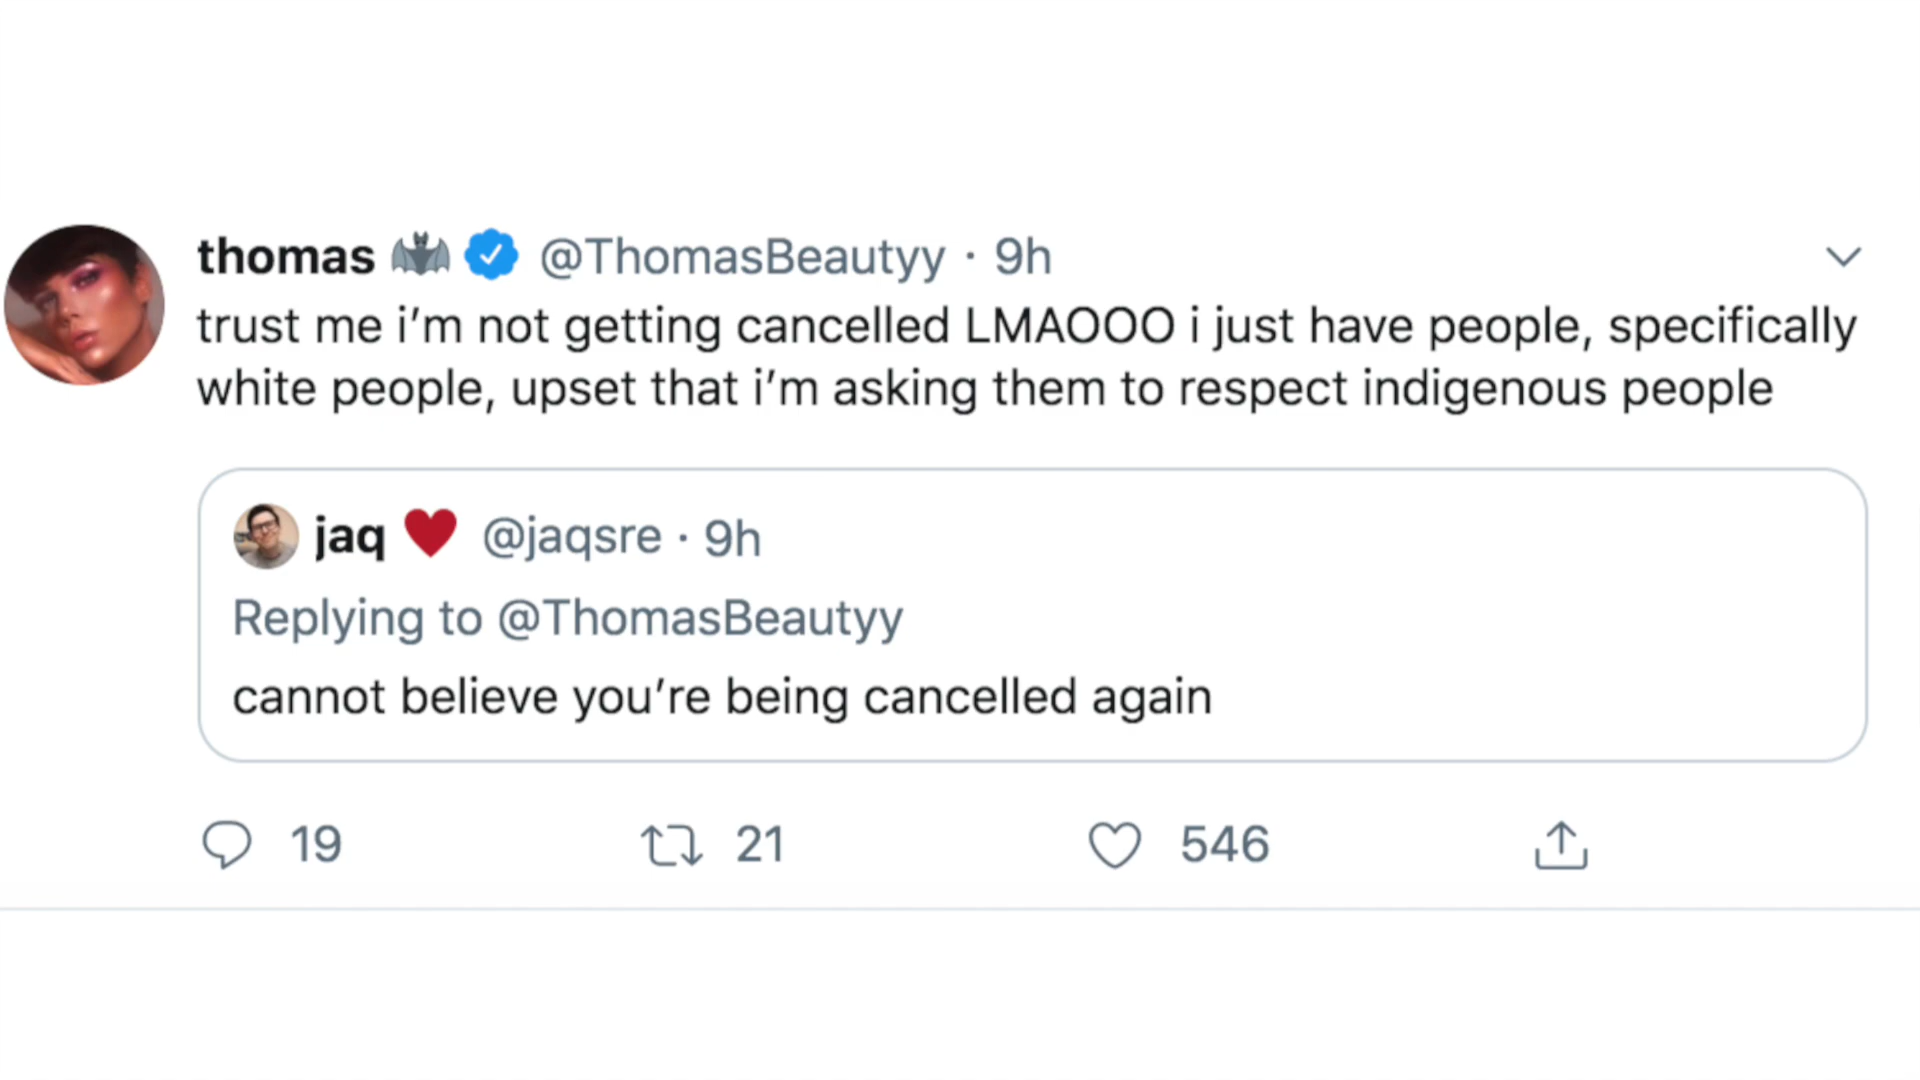 thomas 🦇 @ThomasBeautyy · 9h
trust me i’m not getting cancelled LMAOOO i just have people, specifically
white people, upset that i’m asking them to respect indigenous people
jaq ❤️ @jaqsre · 9h
Replying to @ThomasBeautyy
cannot believe you’re being cancelled again
19 21 546